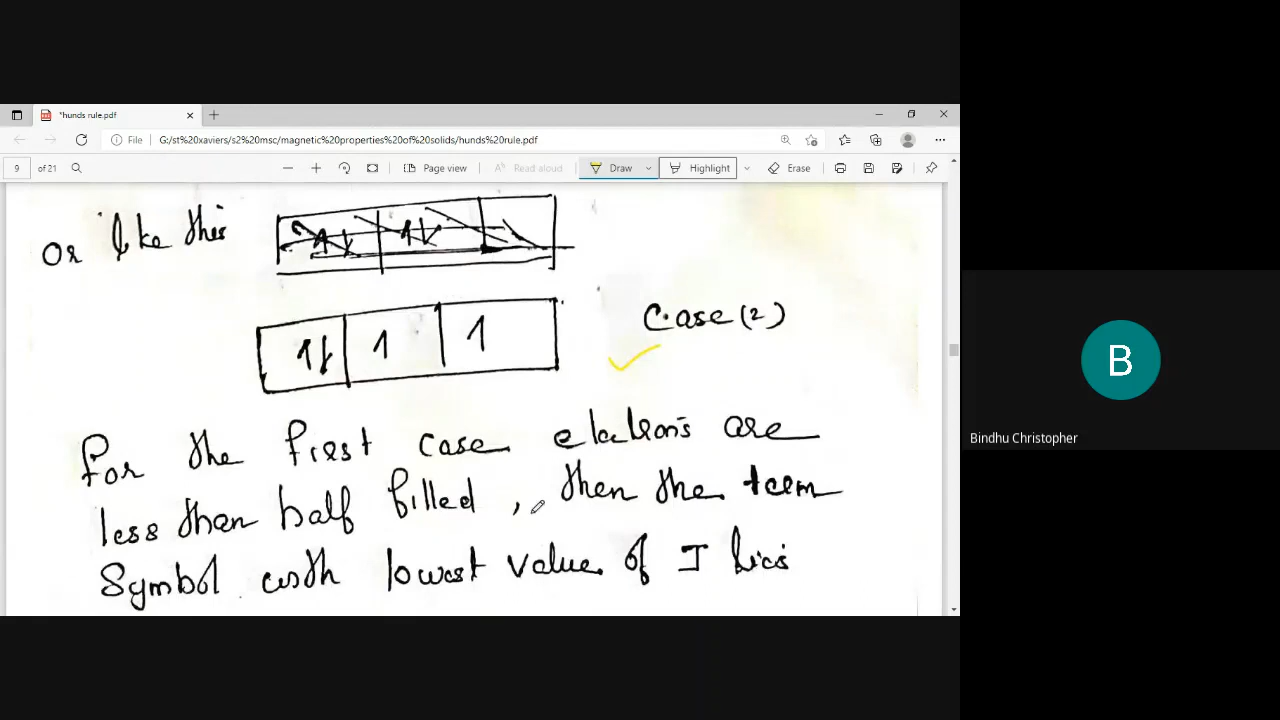 *hunds rule.pdf
File G:/st%20xaviers/s2%20msc/magnetic%20properties%20of%20solids/hunds%20rule.pdf
9 of 21 Page view Read aloud Draw Highlight Erase
Or like this
Case (2)
For the first case electrons are
less than half filled, then the term
Symbol with lowest value of J lies
B
Bindhu Christopher